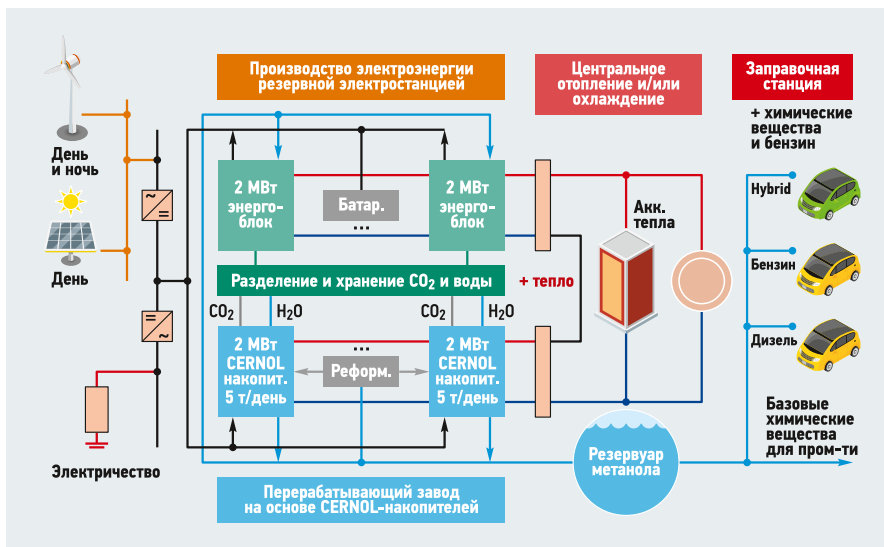 Производство электроэнергии
резервной электростанцией
Центральное
отопление и/или
охлаждение
Заправочная
станция
+ химические
вещества
и бензин
День
и ночь
День
~
=
=
~
2 МВт
энерго-
блок
Батар.
...
2 МВт
энерго-
блок
Акк.
тепла
Hybrid
Бензин
Дизель
Разделение и хранение CO2 и воды
+ тепло
CO2
H2O
CO2
H2O
2 МВт
CERNOL
накопит.
5 т/день
...
Реформ.
2 МВт
CERNOL
накопит.
5 т/день
Электричество
Резервуар
метанола
Базовые
химические
вещества
для пром-ти
Перерабатывающий завод
на основе CERNOL-накопителей